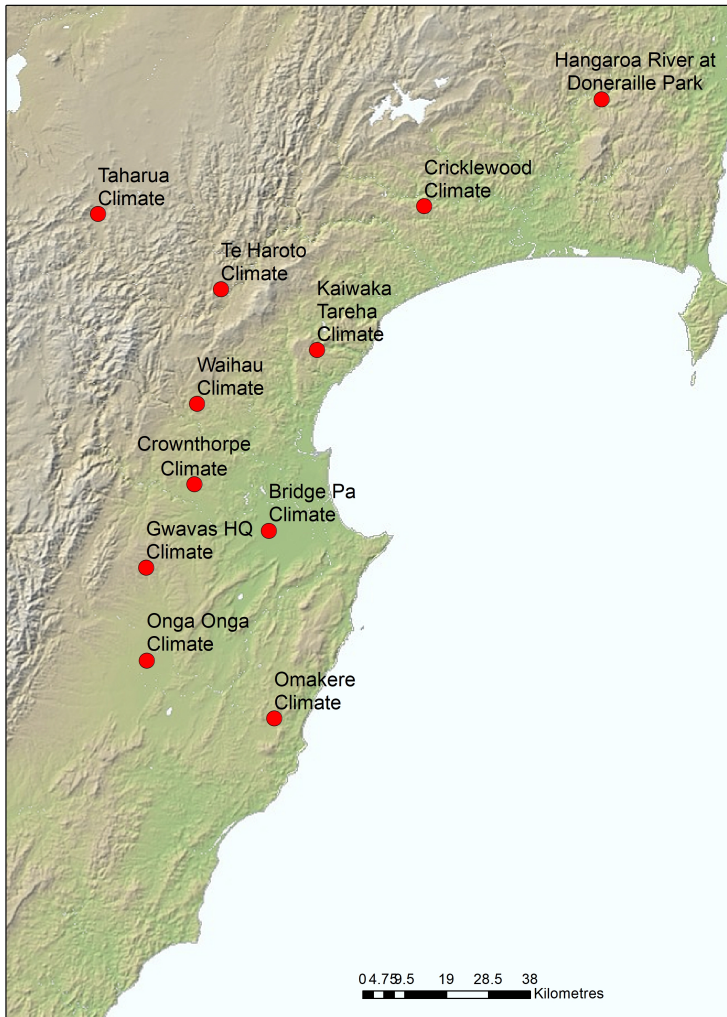 Hangaroa River at
Doneraille Park
Cricklewood
Climate
Taharua
Climate
Te Haroto
Climate
Kaiwaka
Tareha
Climate
Waihau
Climate
Crownthorpe
Climate
Bridge Pa
Climate
Gwavas HQ
Climate
Onga Onga
Climate
Omakere
Climate
0 4.75 9.5 19 28.5 38
Kilometres